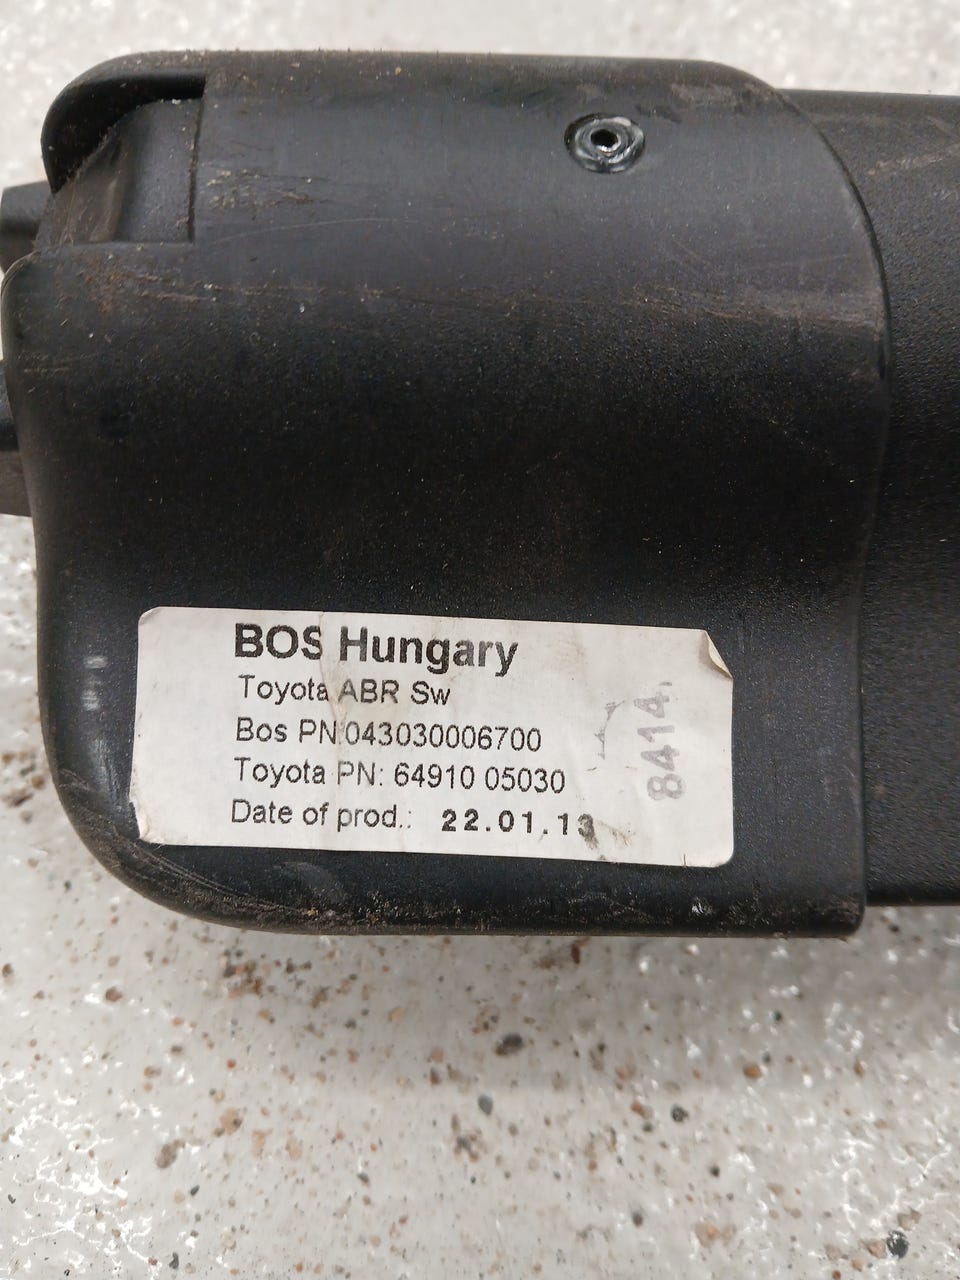 BOS Hungary
Toyota ABR Sw
Bos PN:043030006700
Toyota PN: 64910 05030
Date of prod.: 22.01.13
8414